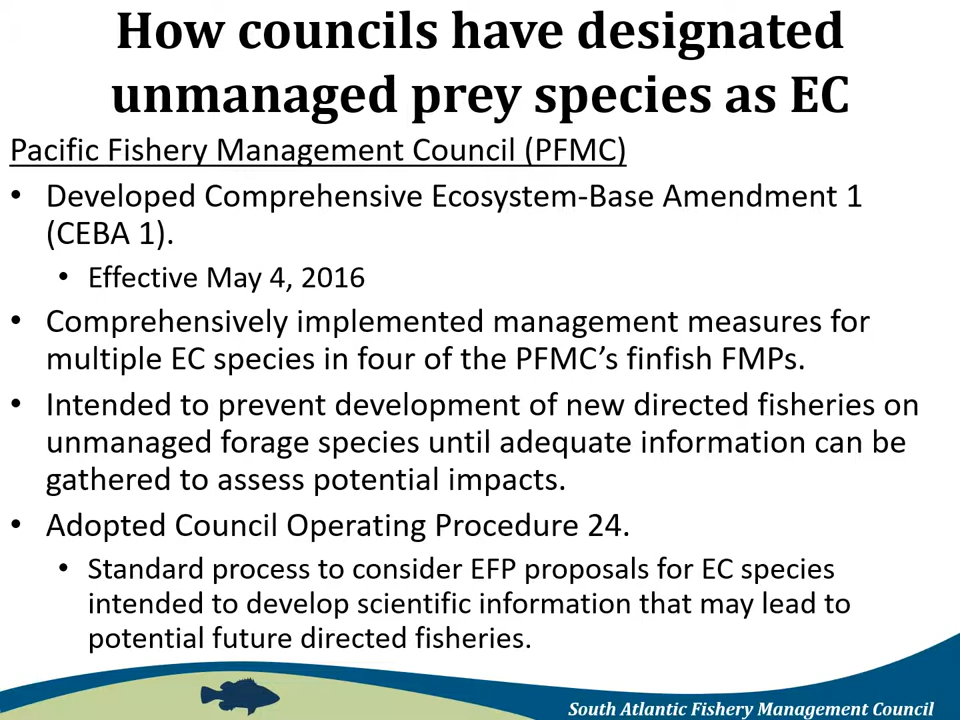 How councils have designated
unmanaged prey species as EC
Pacific Fishery Management Council (PFMC)
• Developed Comprehensive Ecosystem-Base Amendment 1
(CEBA 1).
• Effective May 4, 2016
• Comprehensively implemented management measures for
multiple EC species in four of the PFMC’s finfish FMPs.
• Intended to prevent development of new directed fisheries on
unmanaged forage species until adequate information can be
gathered to assess potential impacts.
• Adopted Council Operating Procedure 24.
• Standard process to consider EFP proposals for EC species
intended to develop scientific information that may lead to
potential future directed fisheries.
South Atlantic Fishery Management Council